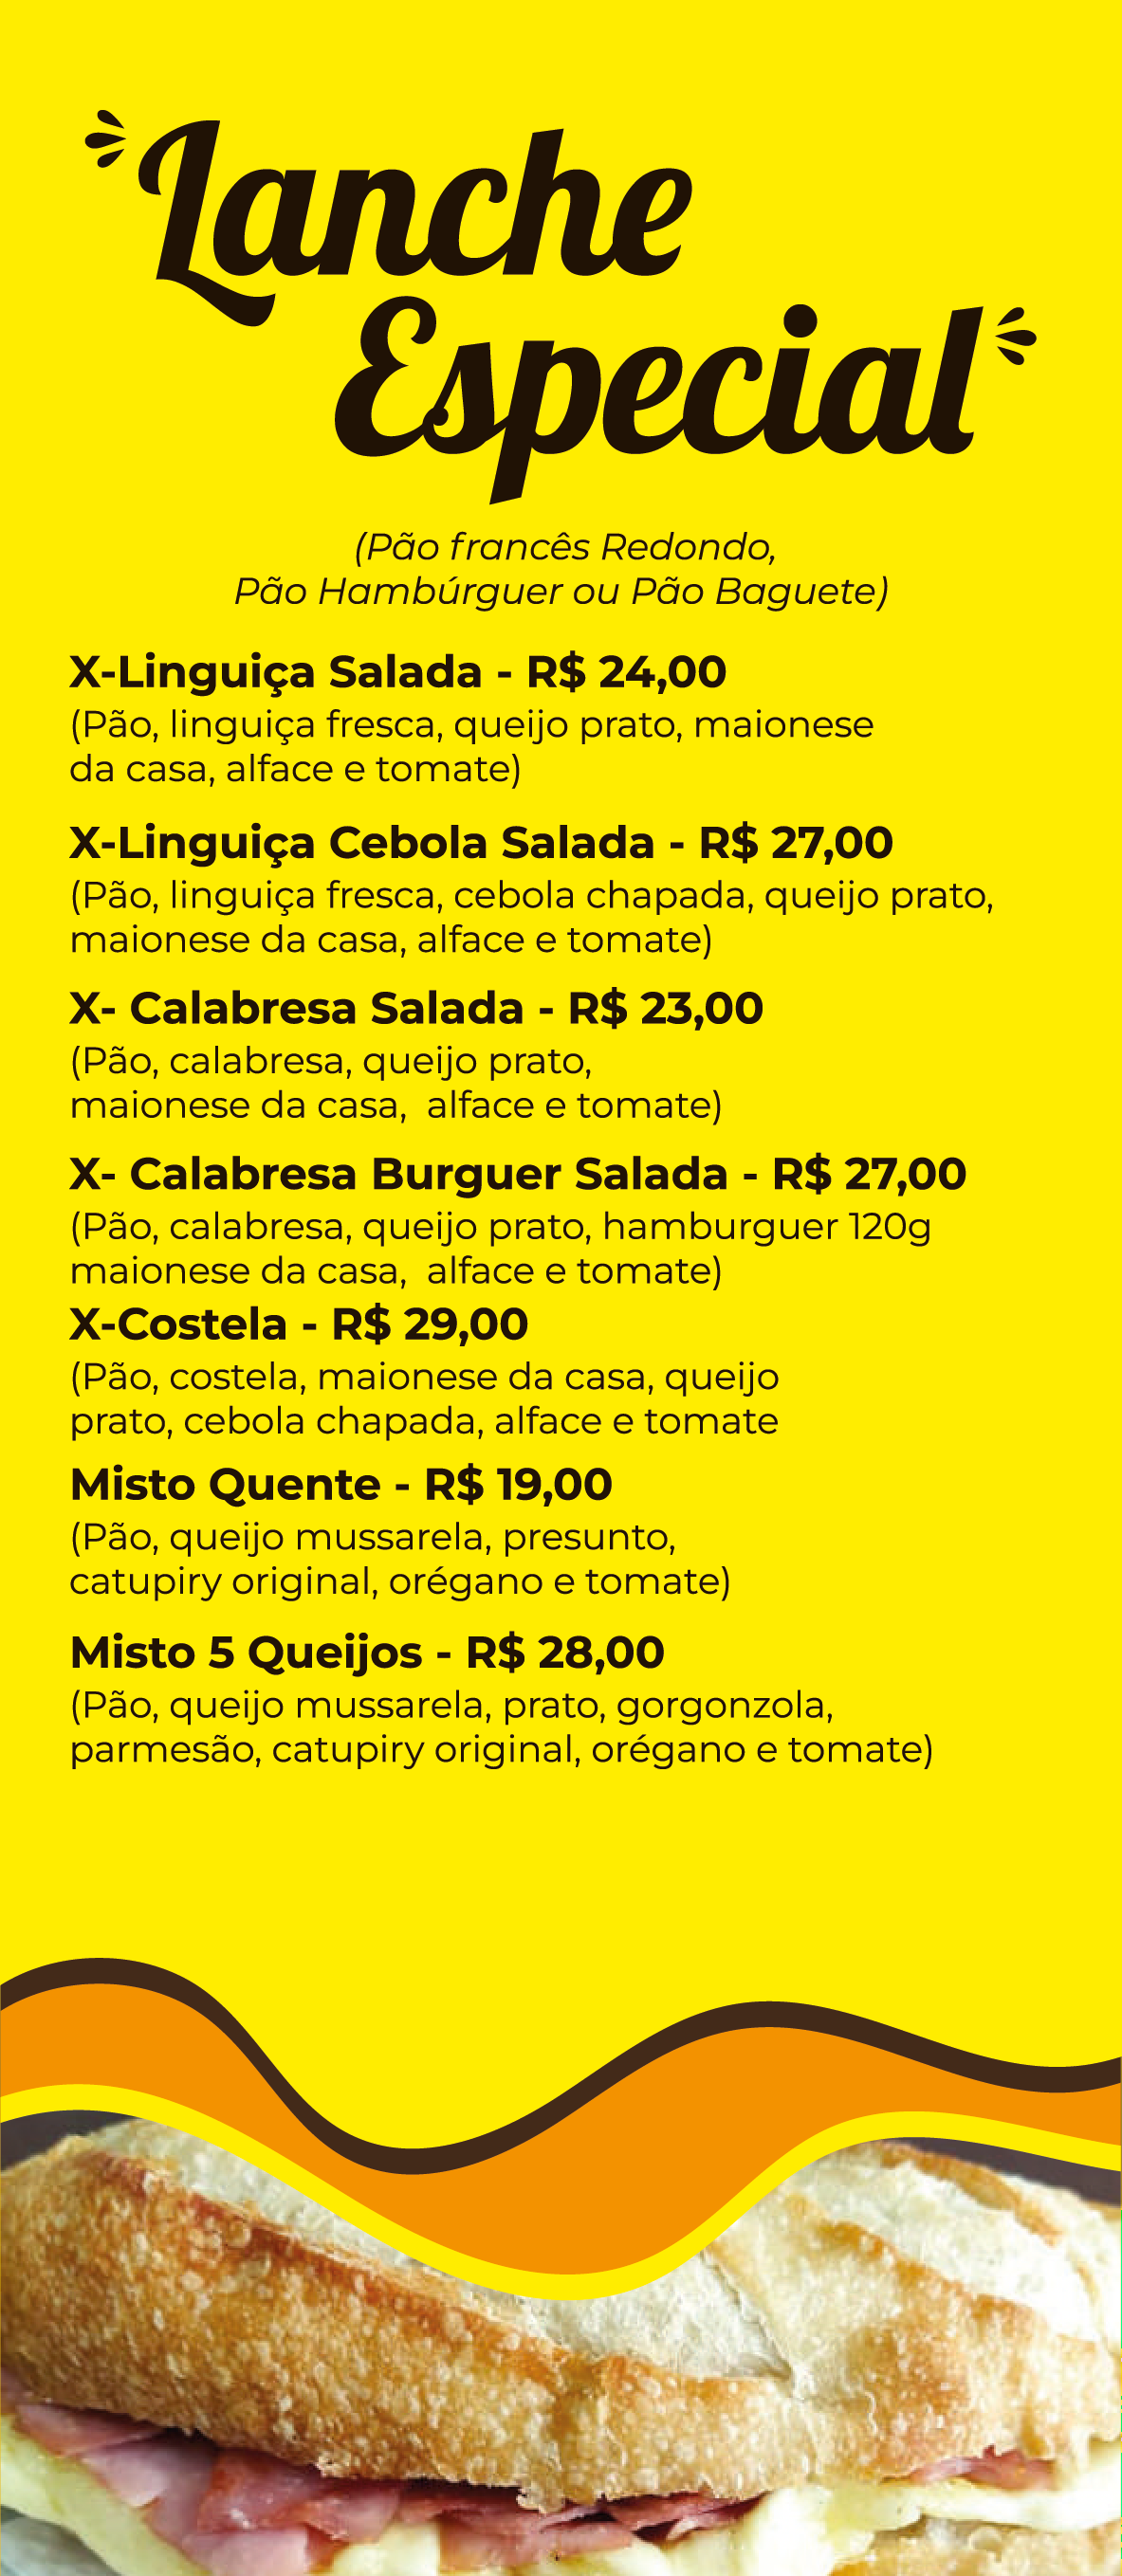 Lanche
Especial
(Pão francês Redondo,
Pão Hambúrguer ou Pão Baguete)
X-Linguiça Salada - R$ 24,00
(Pão, linguiça fresca, queijo prato, maionese
da casa, alface e tomate)
X-Linguiça Cebola Salada - R$ 27,00
(Pão, linguiça fresca, cebola chapada, queijo prato,
maionese da casa, alface e tomate)
X- Calabresa Salada - R$ 23,00
(Pão, calabresa, queijo prato,
maionese da casa,  alface e tomate)
X- Calabresa Burguer Salada - R$ 27,00
(Pão, calabresa, queijo prato, hamburguer 120g
maionese da casa,  alface e tomate)
X-Costela - R$ 29,00
(Pão, costela, maionese da casa, queijo
prato, cebola chapada, alface e tomate
Misto Quente - R$ 19,00
(Pão, queijo mussarela, presunto,
catupiry original, orégano e tomate)
Misto 5 Queijos - R$ 28,00
(Pão, queijo mussarela, prato, gorgonzola,
parmesão, catupiry original, orégano e tomate)